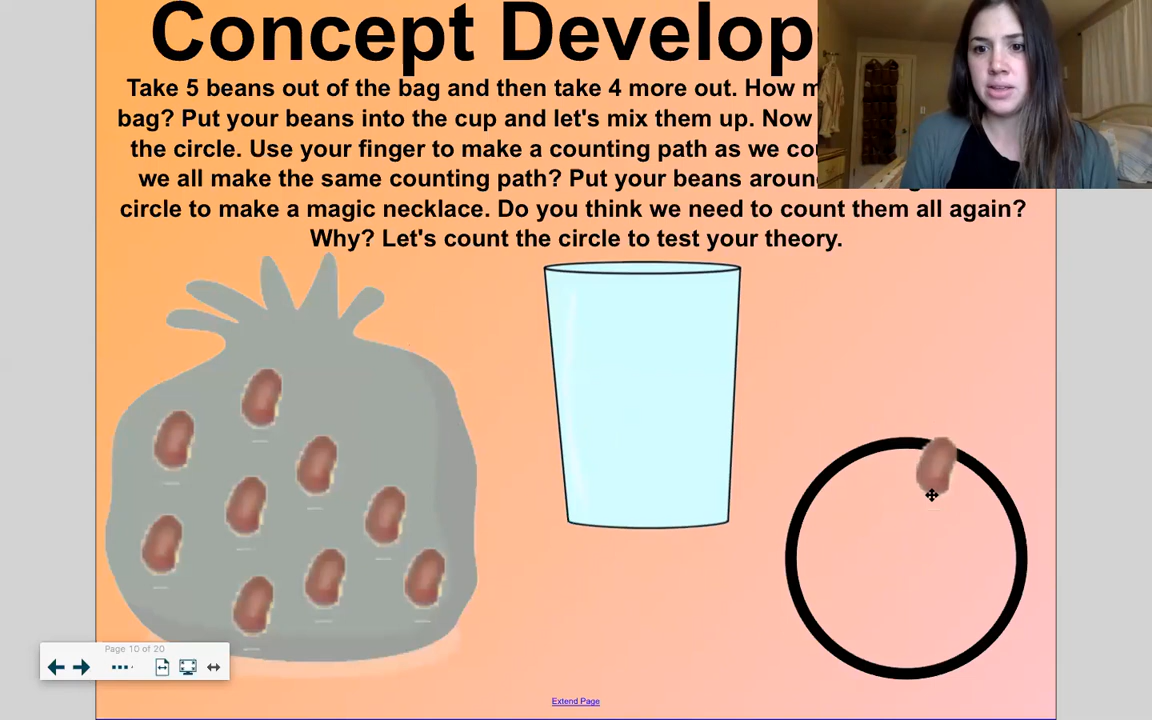 Concept Develop
Take 5 beans out of the bag and then take 4 more out. How m
bag? Put your beans into the cup and let's mix them up. Now
the circle. Use your finger to make a counting path as we cou
we all make the same counting path? Put your beans aroun
circle to make a magic necklace. Do you think we need to count them all again?
Why? Let's count the circle to test your theory.
Page 10 of 20
Extend Page